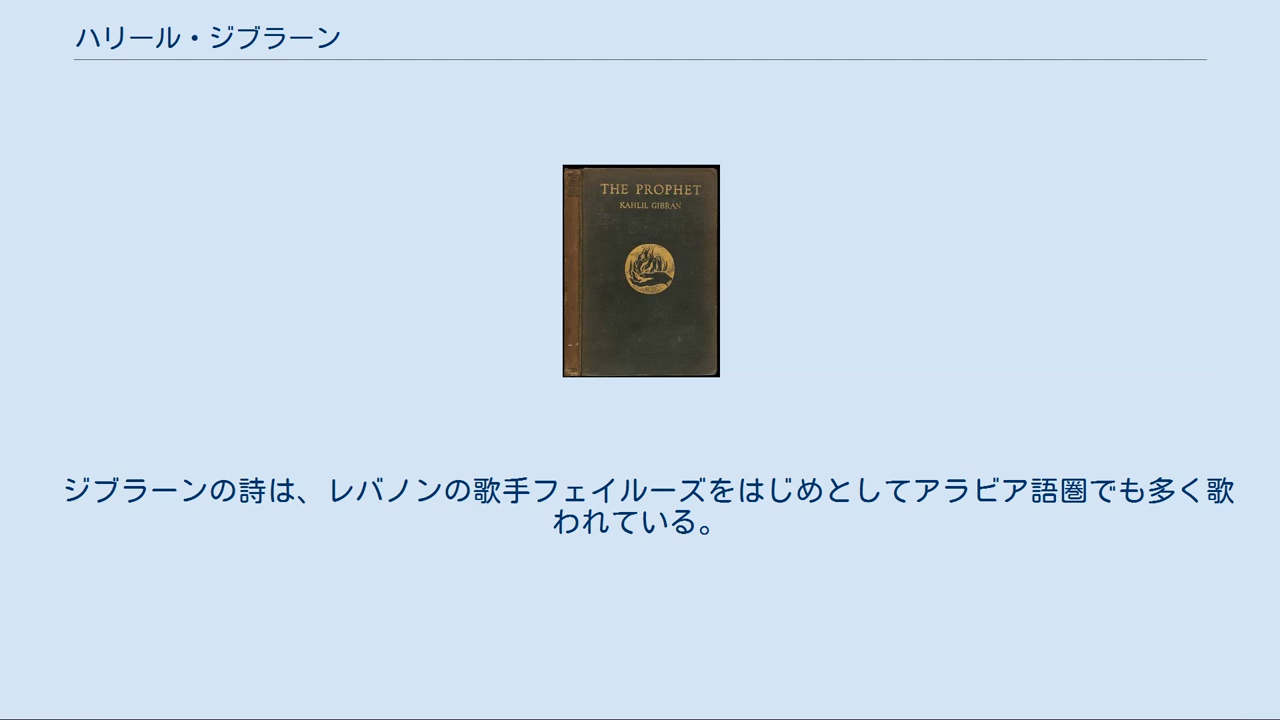 ハリール・ジブラーン
THE PROPHET
KAHLIL GIBRAN
ジブラーンの詩は、レバノンの歌手フェイルーズをはじめとしてアラビア語圏でも多く歌
われている。